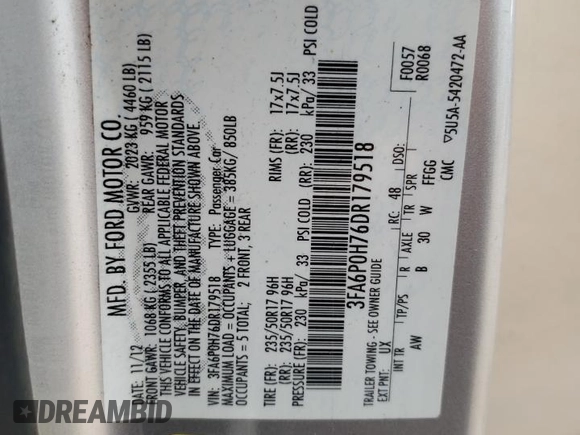 MFD. BY FORD MOTOR CO.
DATE: 11/12 GVWR: 2023 KG ( 4460 LB)
FRONT GAWR: 1068 KG ( 2355 LB) REAR GAWR: 959 KG ( 2115 LB)
THIS VEHICLE CONFORMS TO ALL APPLICABLE FEDERAL MOTOR
VEHICLE SAFETY, BUMPER, AND THEFT PREVENTION STANDARDS
IN EFFECT ON THE DATE OF MANUFACTURE SHOWN ABOVE.
VIN: 3FA6P0H76DR179518 TYPE: Passenger Car
MAXIMUM LOAD = OCCUPANTS + LUGGAGE = 385KG/ 850LB
OCCUPANTS = 5 TOTAL; 2 FRONT, 3 REAR
TIRE (FR): 235/50R17 96H RIMS (FR): 17x7.5J
(RR): 235/50R17 96H (RR): 17x7.5J
PRESSURE (FR): 230 kPa/ 33 PSI COLD (RR): 230 kPa/ 33 PSI COLD
3FA6P0H76DR179518
TRAILER TOWING - SEE OWNER GUIDE F0057
R0068
EXT PNT: UX RC: 48 DSO:
INT TR TP/PS R AXLE TR SPR
AW B 30 W FFGG
CMC V5U5A-5420472-AA
DREAMBID